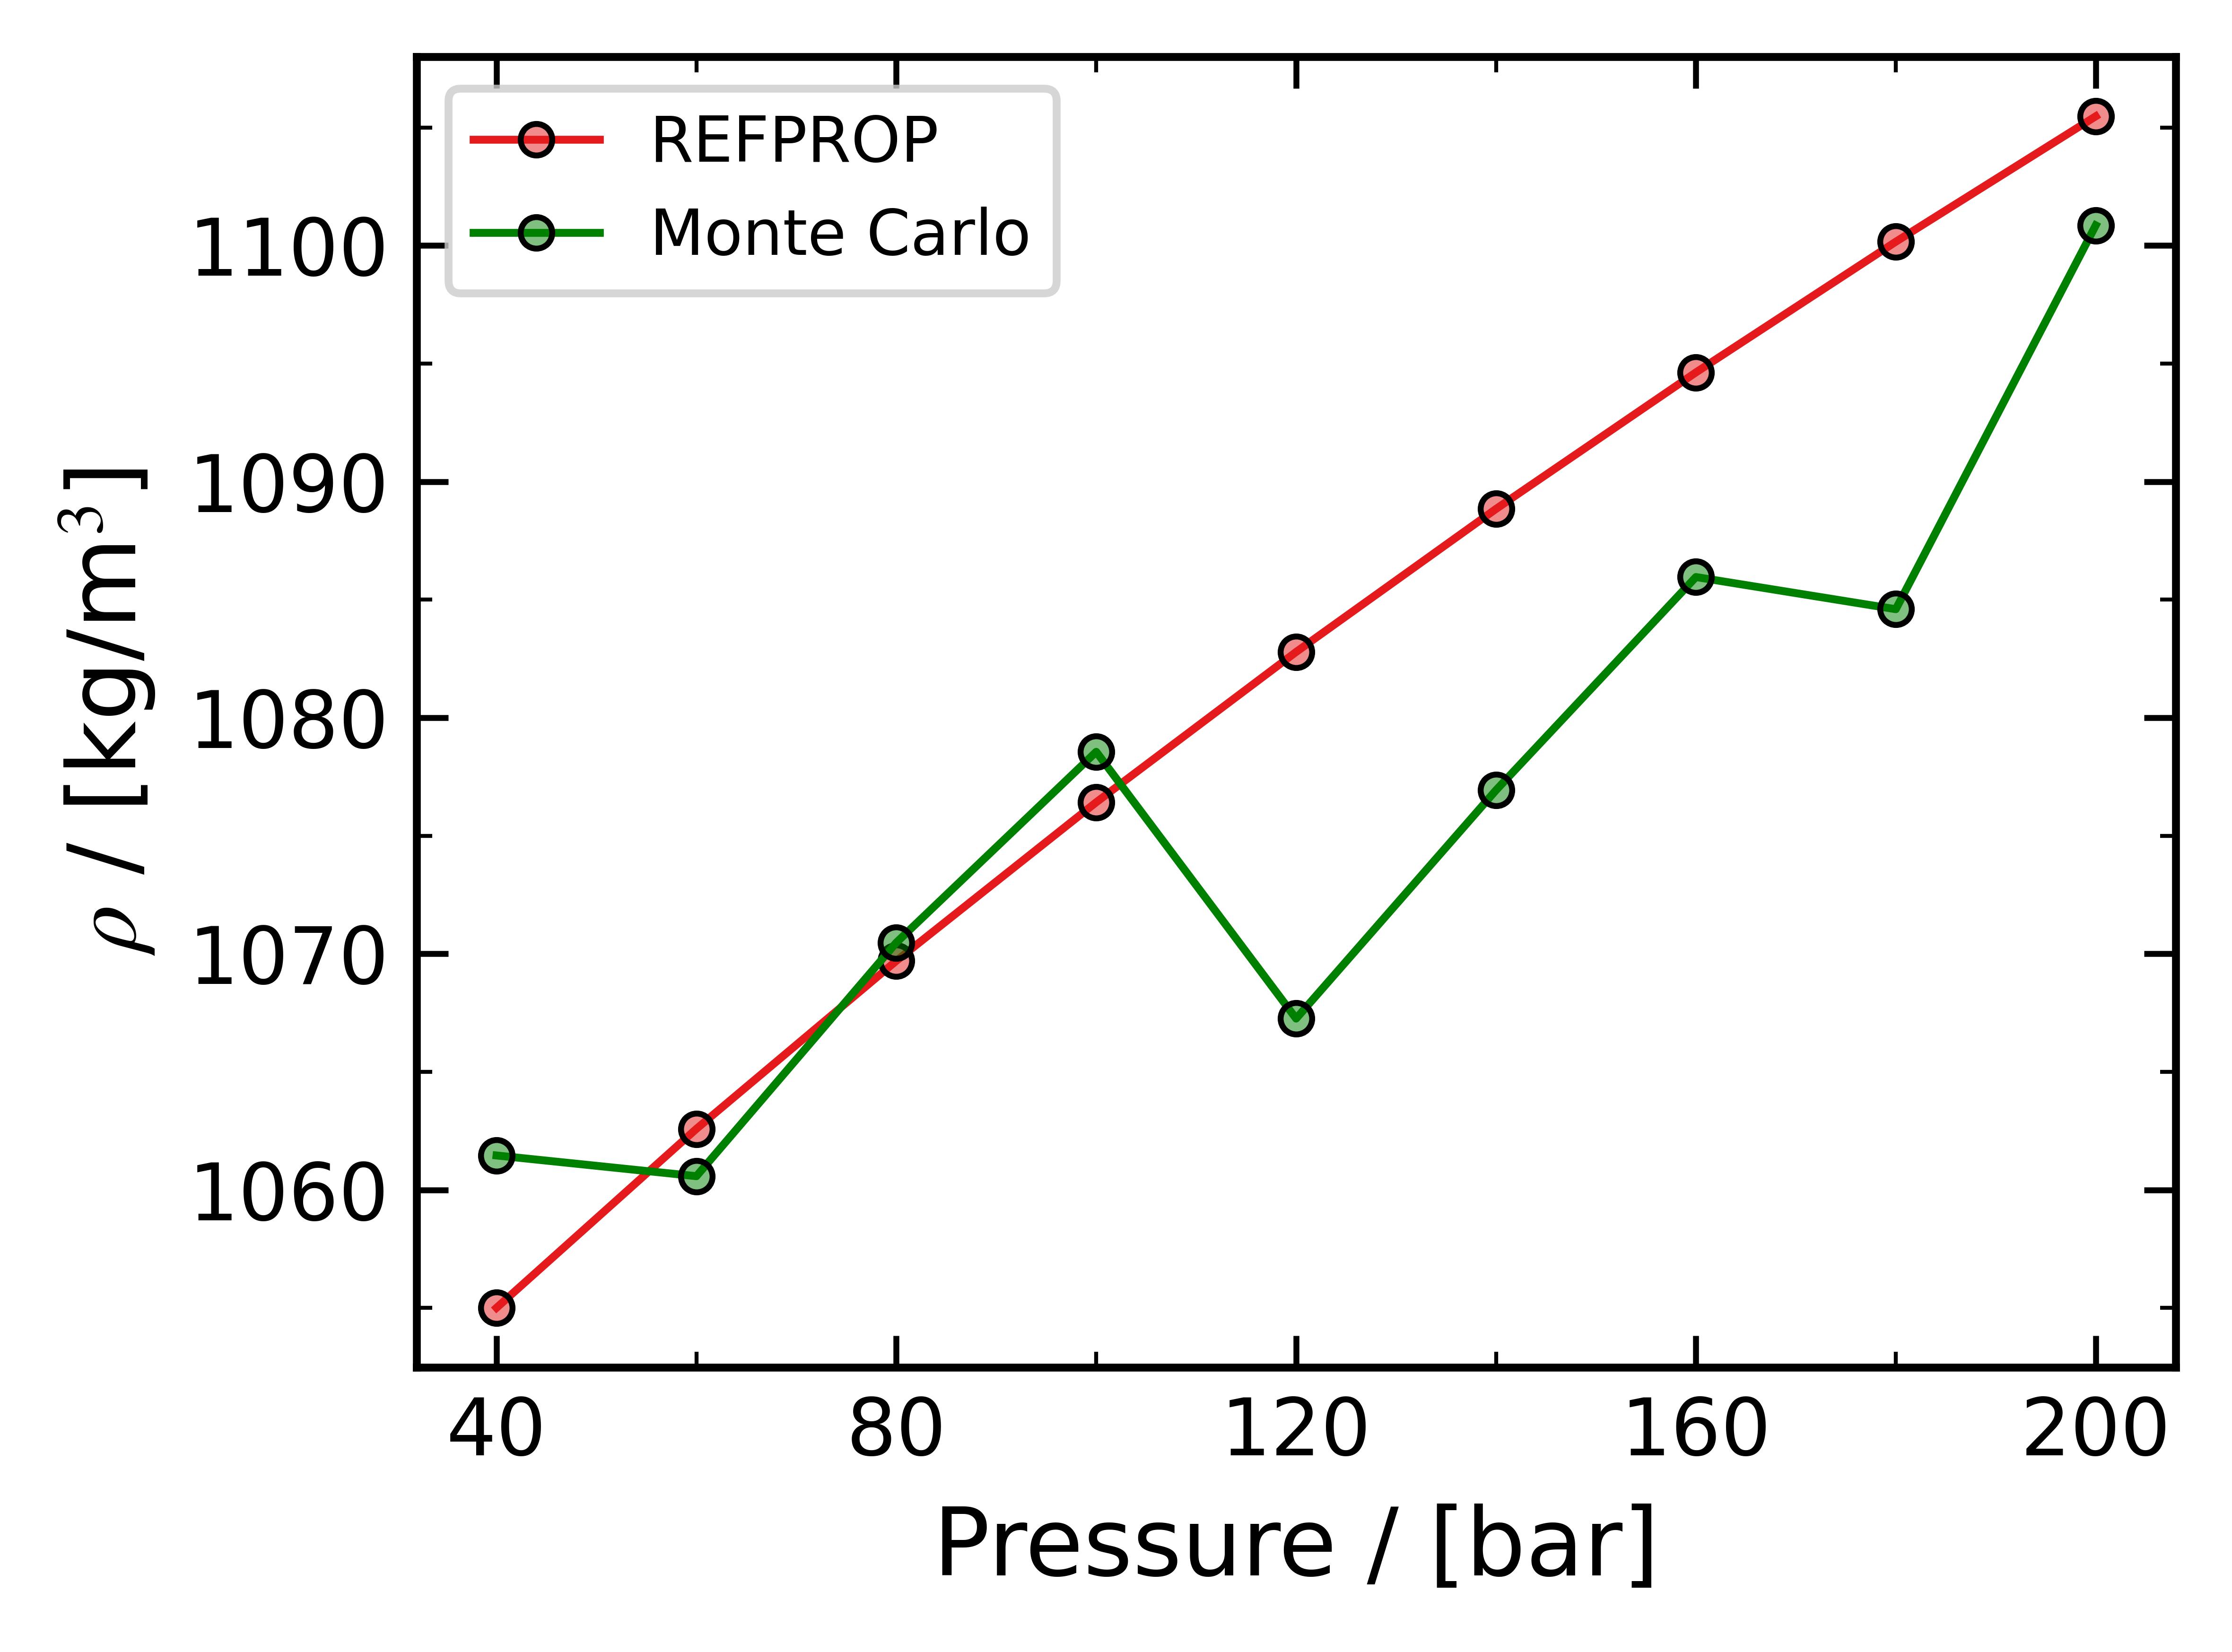 REFPROP
Monte Carlo
1100
1090
1080
1070
1060
ρ / [kg/m³]
40 80 120 160 200
Pressure / [bar]